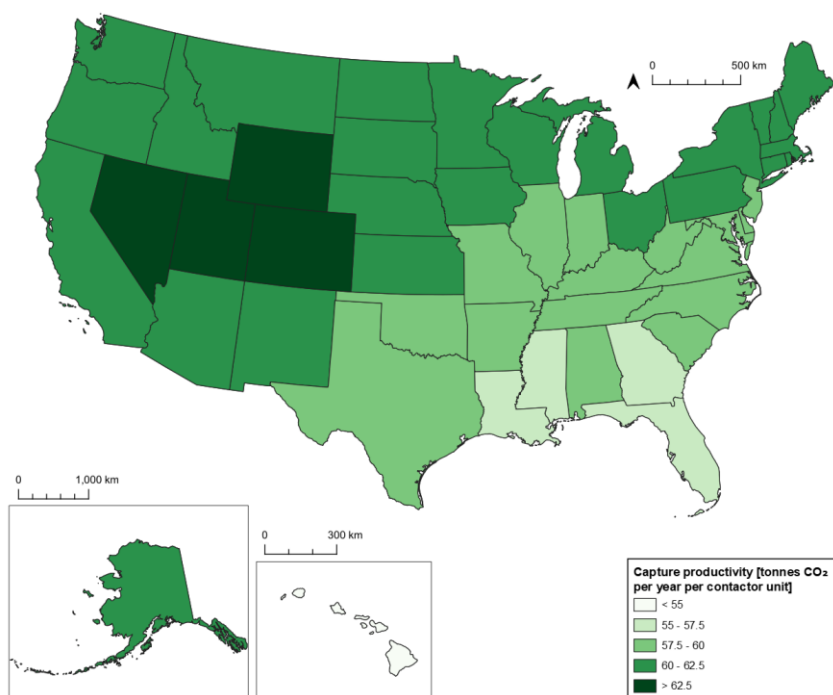 0 500 km
0 1,000 km
0 300 km
Capture productivity [tonnes CO₂
per year per contactor unit]
< 55
55 - 57.5
57.5 - 60
60 - 62.5
> 62.5